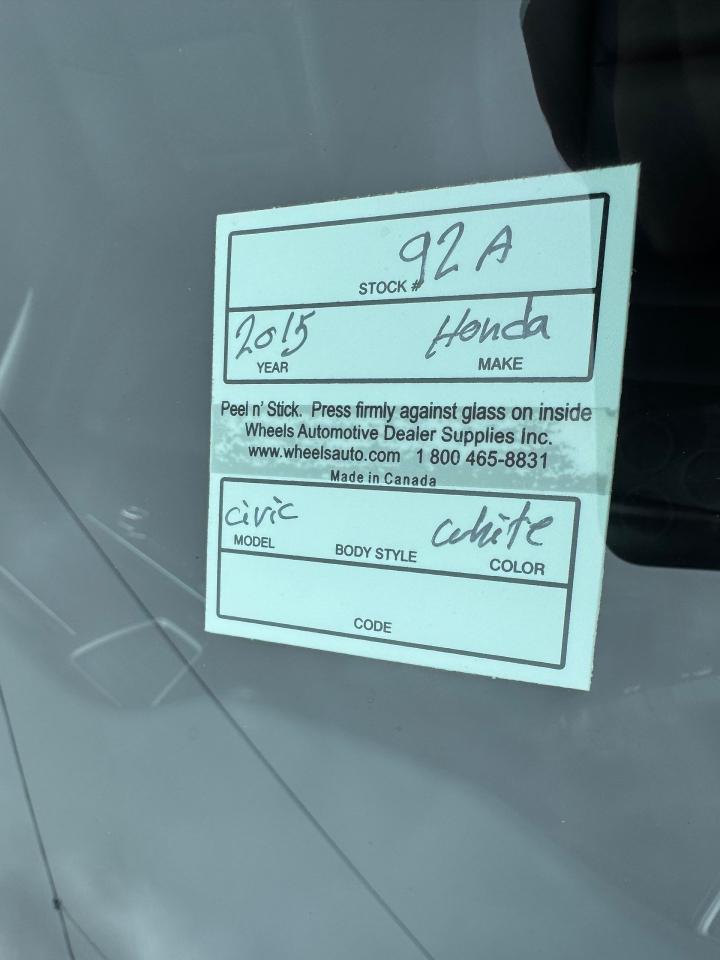 92A
STOCK #
2015 Honda
YEAR MAKE
Peel n' Stick. Press firmly against glass on inside
Wheels Automotive Dealer Supplies Inc.
www.wheelsauto.com 1 800 465-8831
Made in Canada
civic white
MODEL BODY STYLE COLOR
CODE